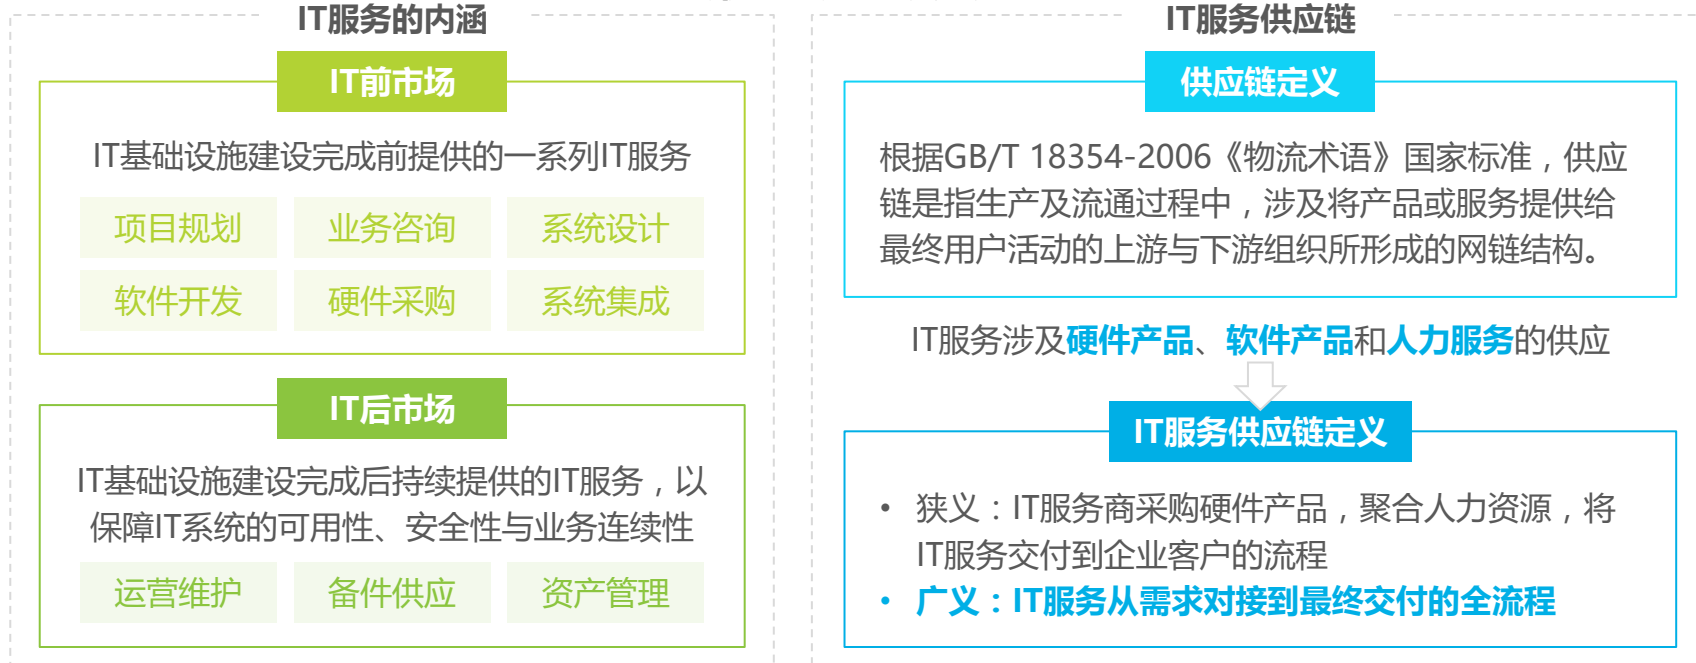 IT服务的内涵
IT前市场
IT基础设施建设完成前提供的一系列IT服务
项目规划 业务咨询 系统设计
软件开发 硬件采购 系统集成
IT后市场
IT基础设施建设完成后持续提供的IT服务，以
保障IT系统的可用性、安全性与业务连续性
运营维护 备件供应 资产管理
IT服务供应链
供应链定义
根据GB/T 18354-2006《物流术语》国家标准，供应
链是指生产及流通过程中，涉及将产品或服务提供给
最终用户活动的上游与下游组织所形成的网链结构。
IT服务涉及硬件产品、软件产品和人力服务的供应
IT服务供应链定义
• 狭义：IT服务商采购硬件产品，聚合人力资源，将
IT服务交付到企业客户的流程
• 广义：IT服务从需求对接到最终交付的全流程